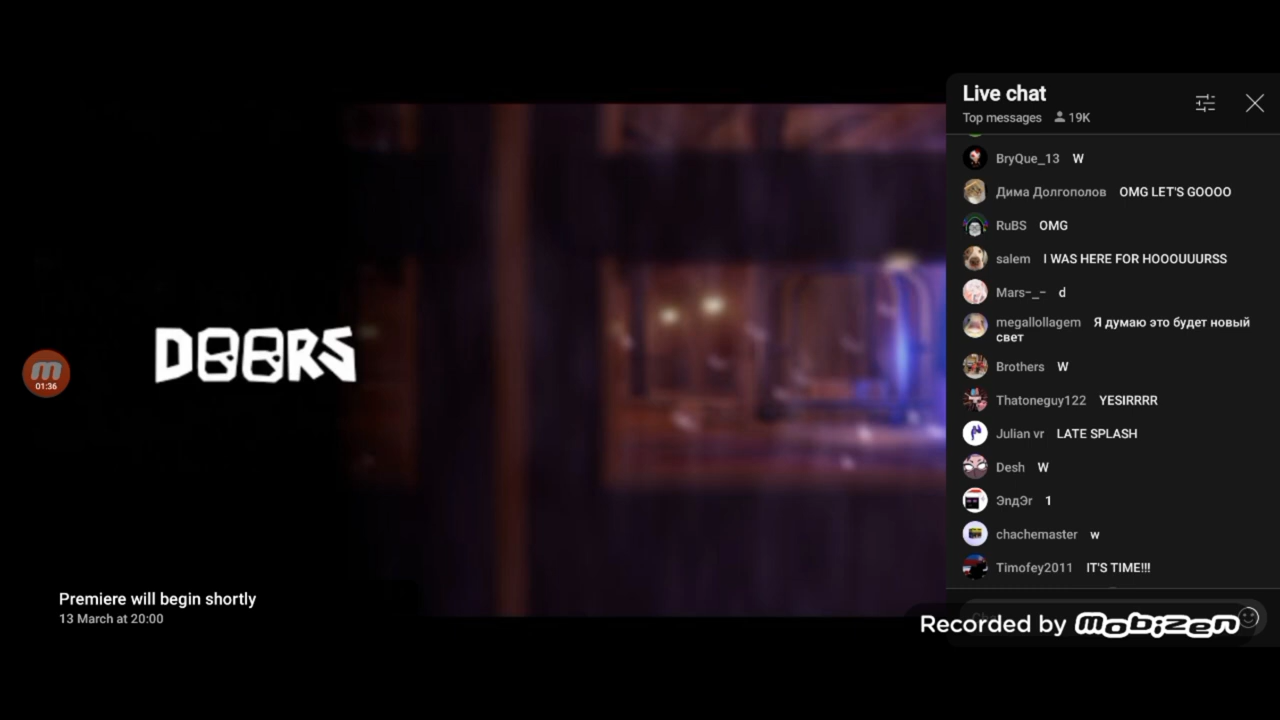 Live chat
Top messages 19K
BryQue_13 W
Дима Долгополов OMG LET'S GOOOO
RuBS OMG
salem I WAS HERE FOR HOOOUUURSS
Mars-_- d
megallollagem Я думаю это будет новый
свет
DOORS
Brothers W
m
01:36
Thatoneguy122 YESIRRRR
Julian vr LATE SPLASH
Desh W
ЭпдЭг 1
chachemaster w
Timofey2011 IT'S TIME!!!
Premiere will begin shortly
13 March at 20:00
Recorded by mobizen